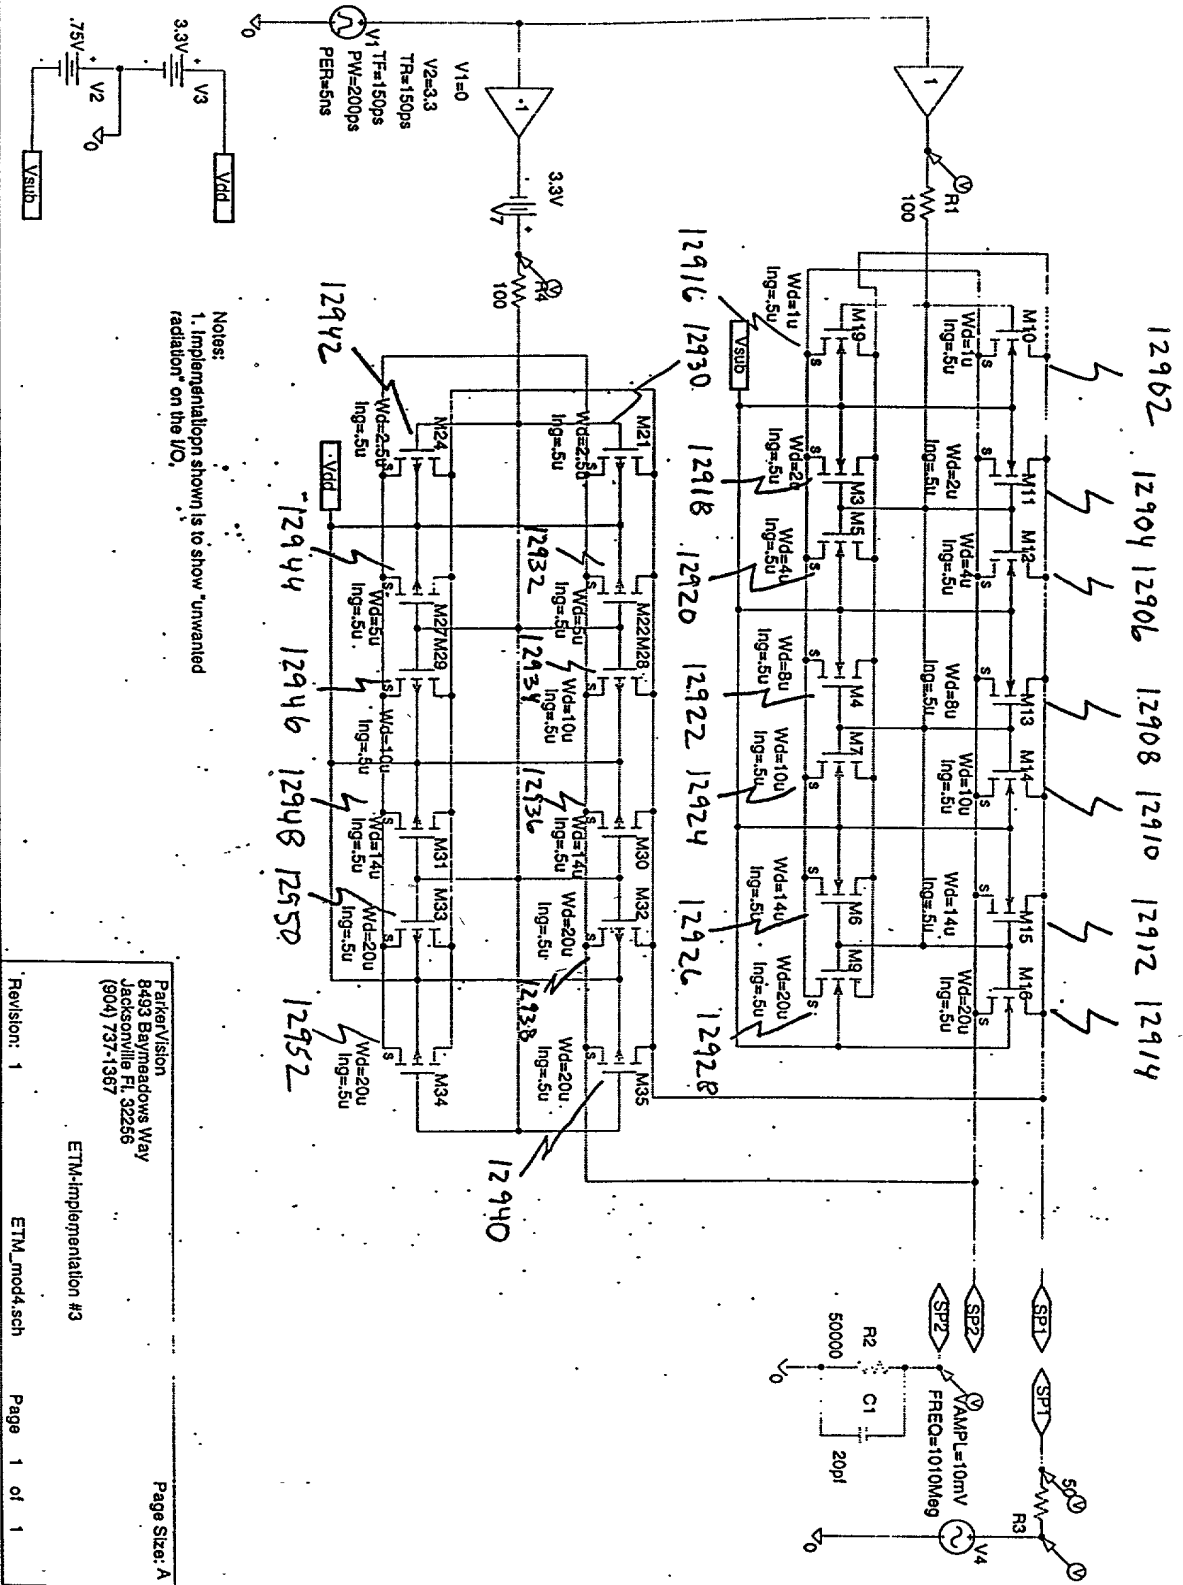 12902
12904
12906
12908
12910
12912
12914
M10
Wd=1u
lng=.5u
S
M11
Wd=2u
lng=.5u
S
M12
Wd=4u
lng=.5u
S
M13
Wd=8u
lng=.5u
S
M14
Wd=10u
lng=.5u
S
M15
Wd=14u
lng=.5u
S
M16
Wd=20u
lng=.5u
S
SP1
SP1
50
R3
V4
0
1
R1
100
M19
Wd=1u
lng=.5u
S
M3
Wd=2u
lng=.5u
S
M5
Wd=4u
lng=.5u
S
M4
Wd=8u
lng=.5u
S
M7
Wd=10u
lng=.5u
S
M6
Wd=14u
lng=.5u
S
M9
Wd=20u
lng=.5u
S
SP2
SP2
VAMPL=10mV
FREQ=1010Meg
R2
50000
C1
20pf
0
Vsub
12916
12930
12918
12920
12922
12924
12926
12928
M21
Wd=2.5u
lng=.5u
S
12932
M22
Wd=5u
lng=.5u
S
12934
M28
Wd=10u
lng=.5u
S
12936
M30
Wd=14u
lng=.5u
S
M32
Wd=20u
lng=.5u
S
12938
M35
Wd=20u
lng=.5u
S
12940
-1
3.3V
7
R4
100
12942
M24
Wd=2.5u
lng=.5u
S
M27
Wd=5u
lng=.5u
S
M29
Wd=10u
lng=.5u
S
M31
Wd=14u
lng=.5u
S
M33
Wd=20u
lng=.5u
S
M34
Wd=20u
lng=.5u
S
Vdd
12944
12946
12948
12950
12952
V1
0
V1=0
V2=3.3
TR=150ps
TF=150ps
PW=200ps
PER=5ns
3.3V
V3
Vdd
.75V
V2
0
Vsub
Notes:
1. Implementatiopn shown is to show "unwanted
radiation" on the I/O,
ParkerVision
8493 Baymeadows Way
Jacksonville Fl. 32256
(904) 737-1367
ETM-Implementation #3
Page Size: A
Revision: 1
ETM_mod4.sch
Page 1 of 1